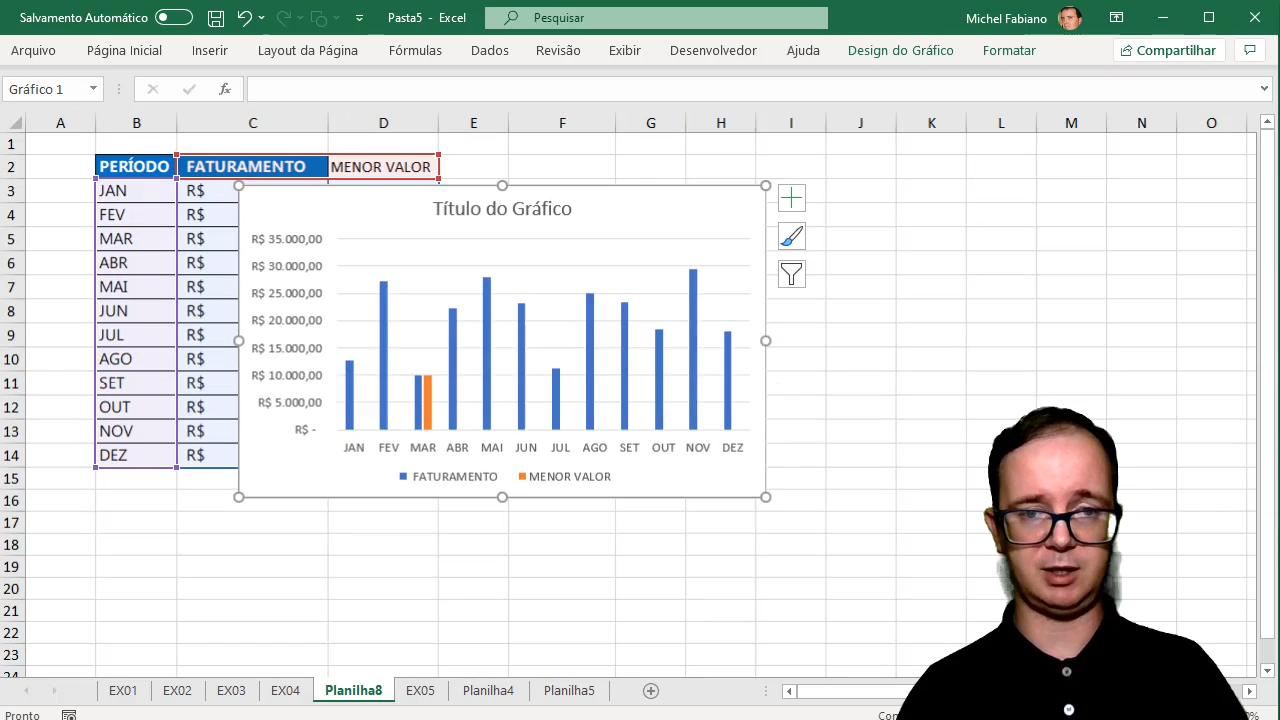 Salvamento Automático
Pasta5 - Excel
Pesquisar
Michel Fabiano
Arquivo Página Inicial Inserir Layout da Página Fórmulas Dados Revisão Exibir Desenvolvedor Ajuda Design do Gráfico Formatar Compartilhar
Gráfico 1 fx
A B C D E F G H I J K L M N O
1
2 PERÍODO FATURAMENTO MENOR VALOR
3 JAN R$
4 FEV R$
5 MAR R$
6 ABR R$
7 MAI R$
8 JUN R$
9 JUL R$
10 AGO R$
11 SET R$
12 OUT R$
13 NOV R$
14 DEZ R$
15
16
17
18
19
20
21
22
23
24
Título do Gráfico
R$ 35.000,00
R$ 30.000,00
R$ 25.000,00
R$ 20.000,00
R$ 15.000,00
R$ 10.000,00
R$ 5.000,00
R$ -
JAN FEV MAR ABR MAI JUN JUL AGO SET OUT NOV DEZ
FATURAMENTO MENOR VALOR
EX01 EX02 EX03 EX04 Planilha8 EX05 Planilha4 Planilha5
Pronto